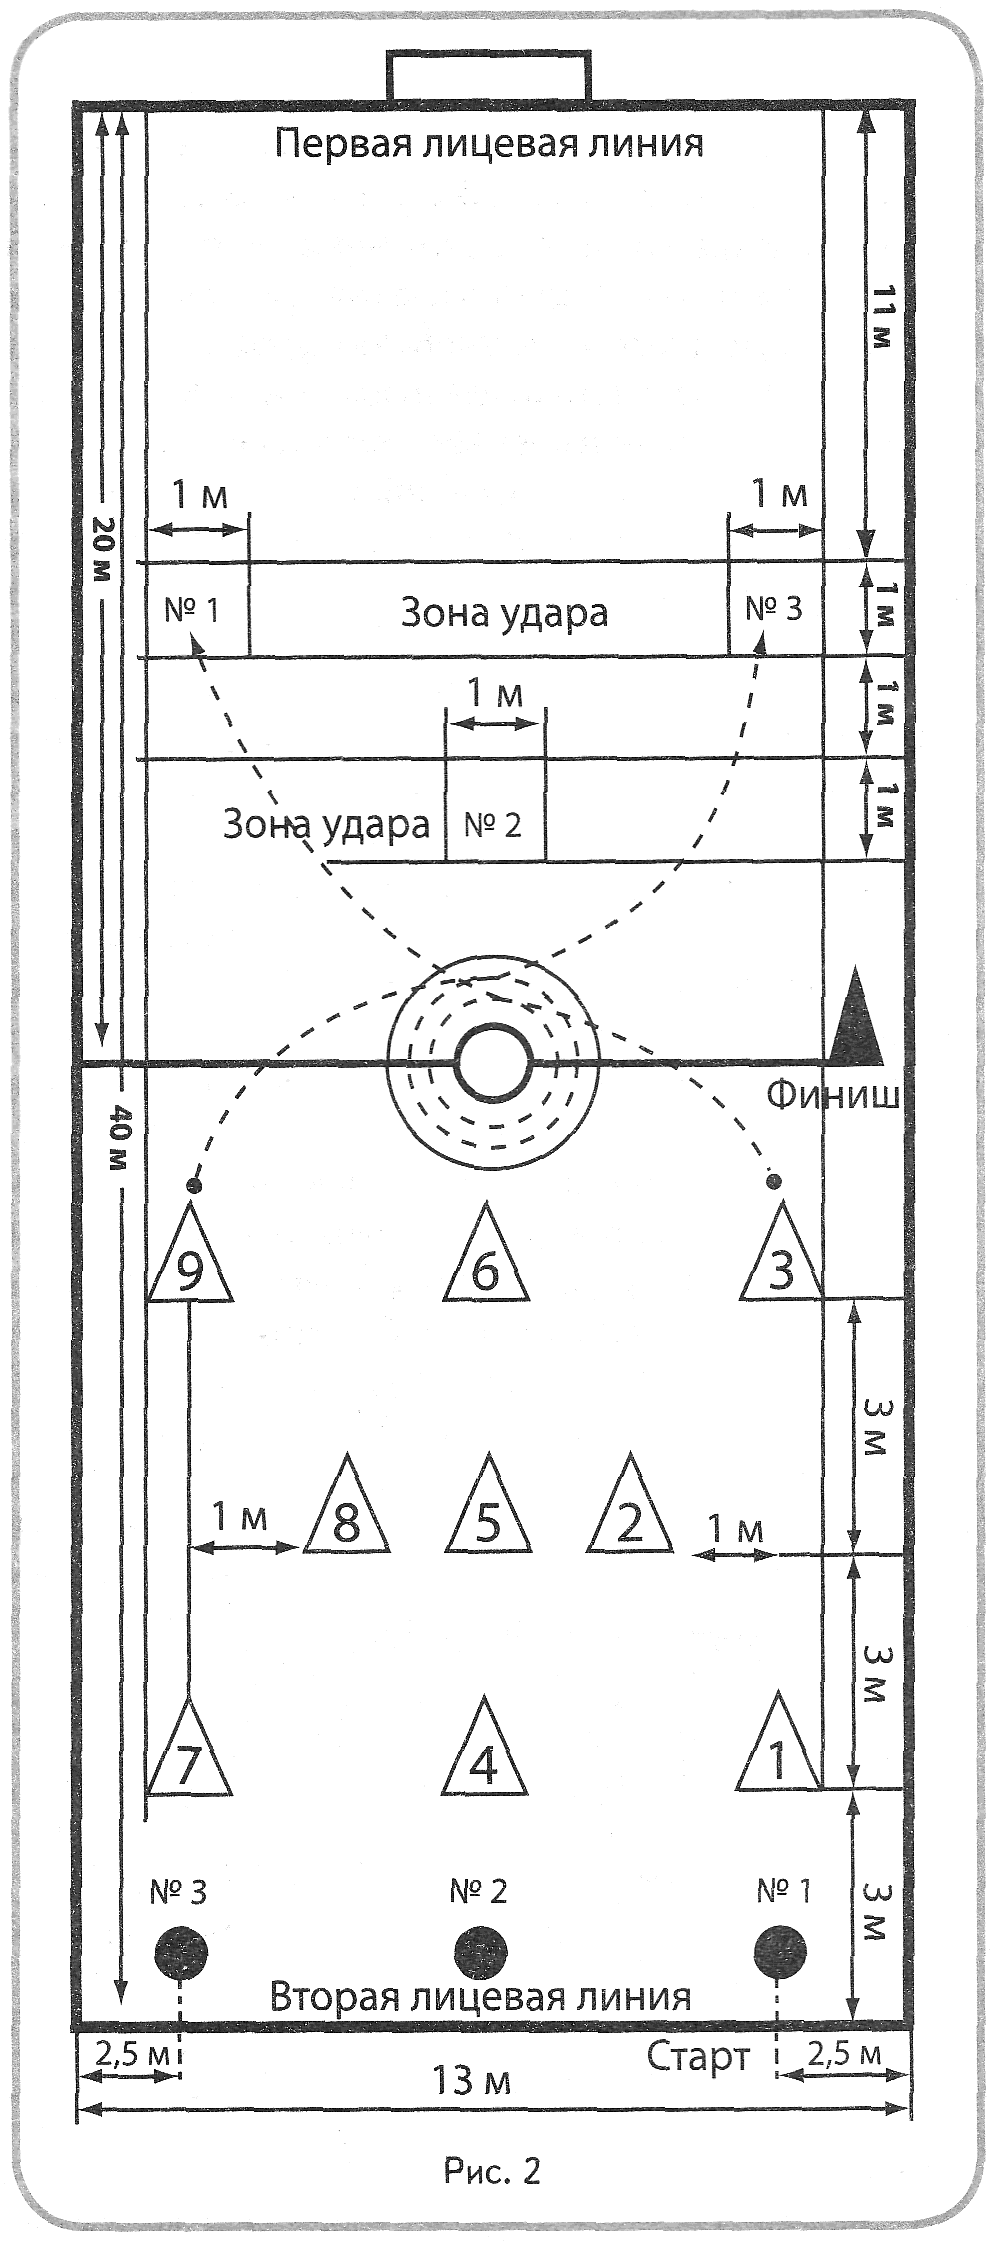 Первая лицевая линия
11 м
1 м
1 м
20 м
№ 1
Зона удара
№ 3
1 м
1 м
1 м
Зона удара
№ 2
1 м
Финиш
40 м
9
6
3
3 м
8
5
2
1 м
1 м
3 м
7
4
1
№ 3
№ 2
№ 1
3 м
Вторая лицевая линия
2,5 м
Старт
2,5 м
13 м
Рис. 2